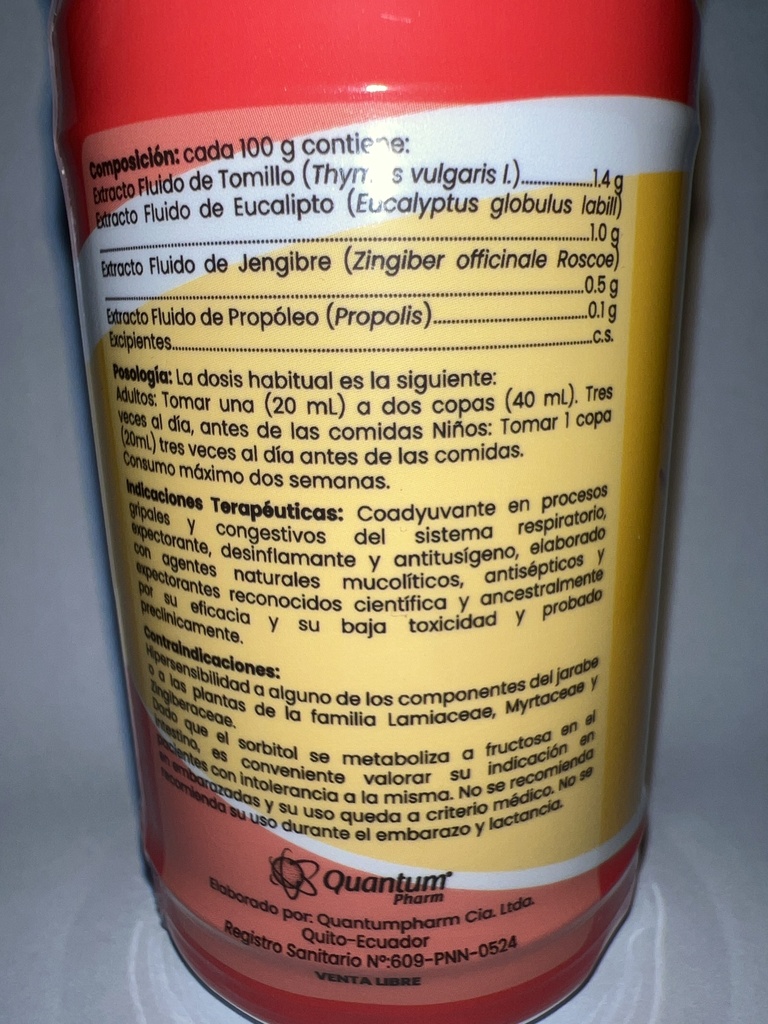 Composición: cada 100 g contiene:
Extracto Fluido de Tomillo (Thym s vulgaris l.)..................1.4 g
Extracto Fluido de Eucalipto (Eucalyptus globulus labill)
..................1.0 g
Extracto Fluido de Jengibre (Zingiber officinale Roscoe)
..................0.5 g
Extracto Fluido de Propóleo (Propolis)..................0.1 g
Excipientes..................c.s.
Posología: La dosis habitual es la siguiente:
Adultos: Tomar una (20 mL) a dos copas (40 mL). Tres
veces al día, antes de las comidas Niños: Tomar 1 copa
(20mL) tres veces al día antes de las comidas.
Consumo máximo dos semanas.
Indicaciones Terapéuticas: Coadyuvante en procesos
gripales y congestivos del sistema respiratorio,
expectorante, desinflamante y antitusígeno, elaborado
con agentes naturales mucolíticos, antisépticos y
expectorantes reconocidos científica y ancestralmente
por su eficacia y su baja toxicidad y probado
preclinicamente.
Contraindicaciones:
Hipersensibilidad a alguno de los componentes del jarabe
o a las plantas de la familia Lamiaceae, Myrtaceae y
Zingiberaceae.
Dado que el sorbitol se metaboliza a fructosa en el
intestino, es conveniente valorar su indicación en
pacientes con intolerancia a la misma. No se recomienda
en embarazadas y su uso queda a criterio médico. No se
recomienda su uso durante el embarazo y lactancia.
Quantum
Pharm
Elaborado por: Quantumpharm Cia. Ltda.
Quito-Ecuador
Registro Sanitario Nº:609-PNN-0524
VENTA LIBRE